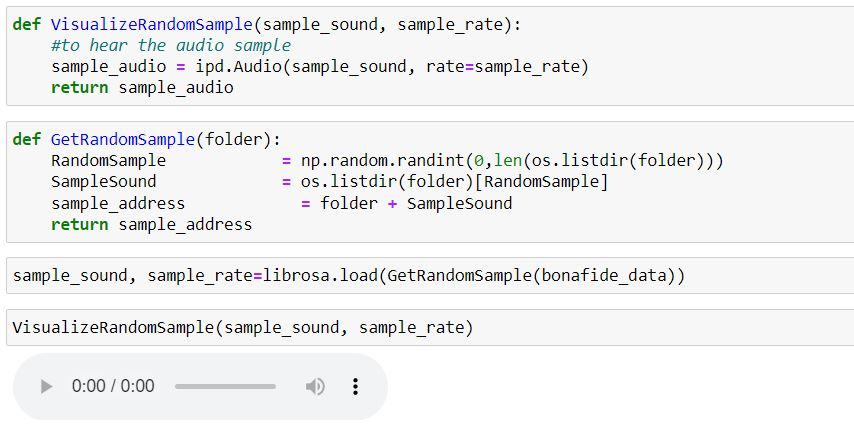 def VisualizeRandomSample(sample_sound, sample_rate):
    #to hear the audio sample
    sample_audio = ipd.Audio(sample_sound, rate=sample_rate)
    return sample_audio
def GetRandomSample(folder):
    RandomSample            = np.random.randint(0,len(os.listdir(folder)))
    SampleSound             = os.listdir(folder)[RandomSample]
    sample_address            = folder + SampleSound
    return sample_address
sample_sound, sample_rate=librosa.load(GetRandomSample(bonafide_data))
VisualizeRandomSample(sample_sound, sample_rate)
0:00 / 0:00